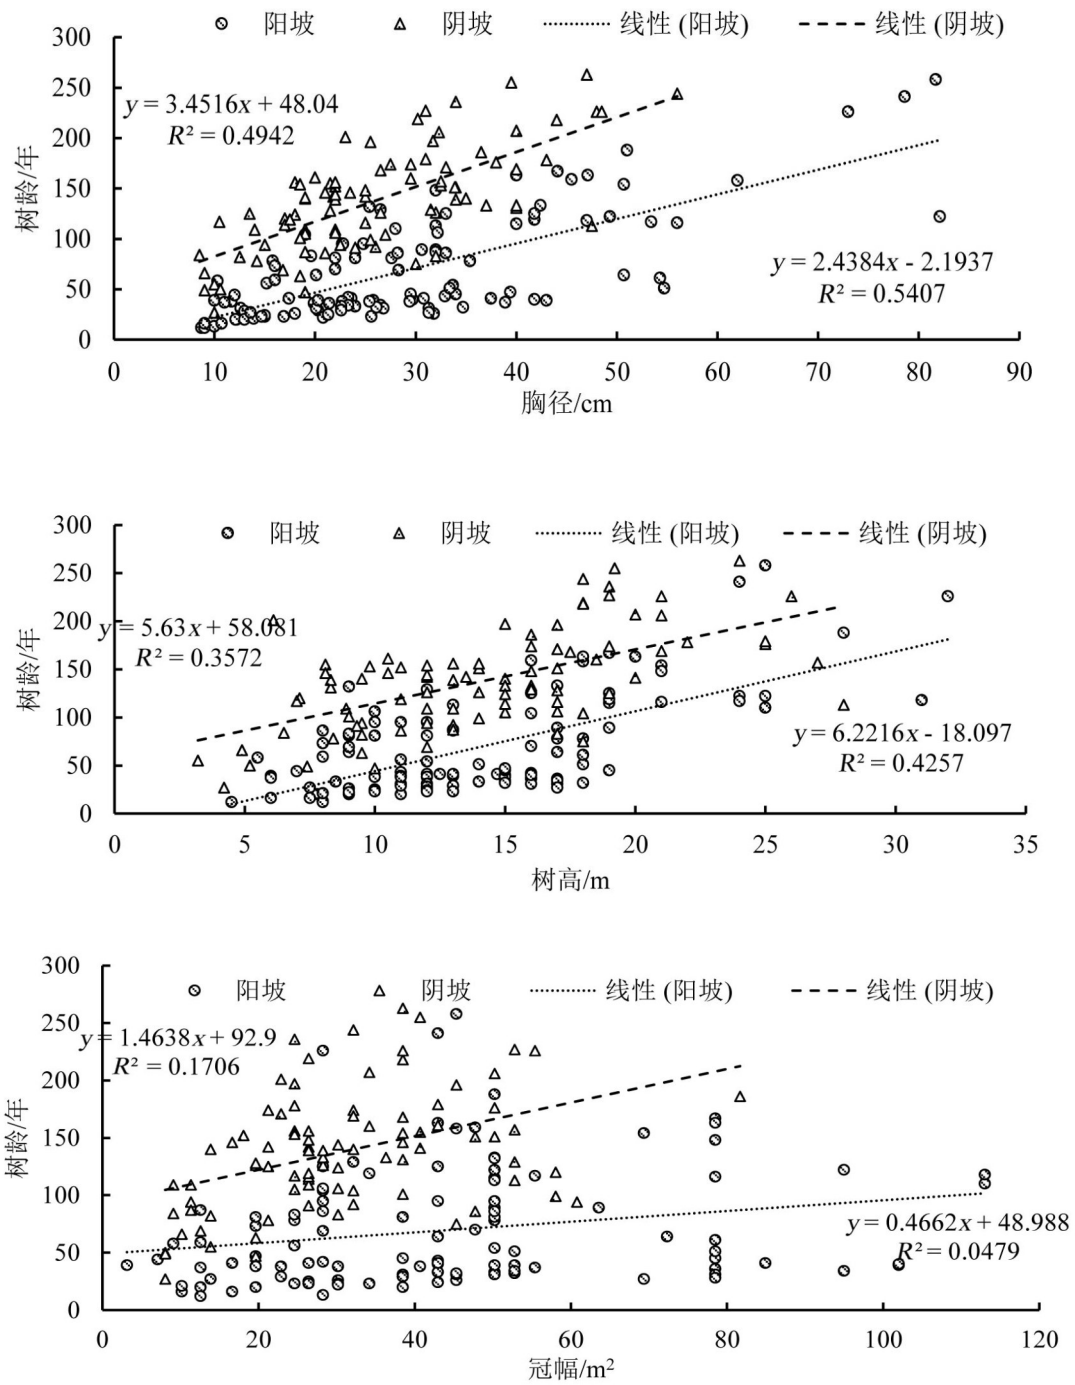 阳坡 阴坡 线性 (阳坡) 线性 (阴坡)
300
250
200
150
100
50
0
树龄/年
y = 3.4516x + 48.04
R² = 0.4942
y = 2.4384x - 2.1937
R² = 0.5407
0 10 20 30 40 50 60 70 80 90
胸径/cm
阳坡 阴坡 线性 (阳坡) 线性 (阴坡)
300
250
200
150
100
50
0
树龄/年
y = 5.63x + 58.081
R² = 0.3572
y = 6.2216x - 18.097
R² = 0.4257
0 5 10 15 20 25 30 35
树高/m
阳坡 阴坡 线性 (阳坡) 线性 (阴坡)
300
250
200
150
100
50
0
树龄/年
y = 1.4638x + 92.9
R² = 0.1706
y = 0.4662x + 48.988
R² = 0.0479
0 20 40 60 80 100 120
冠幅/m²